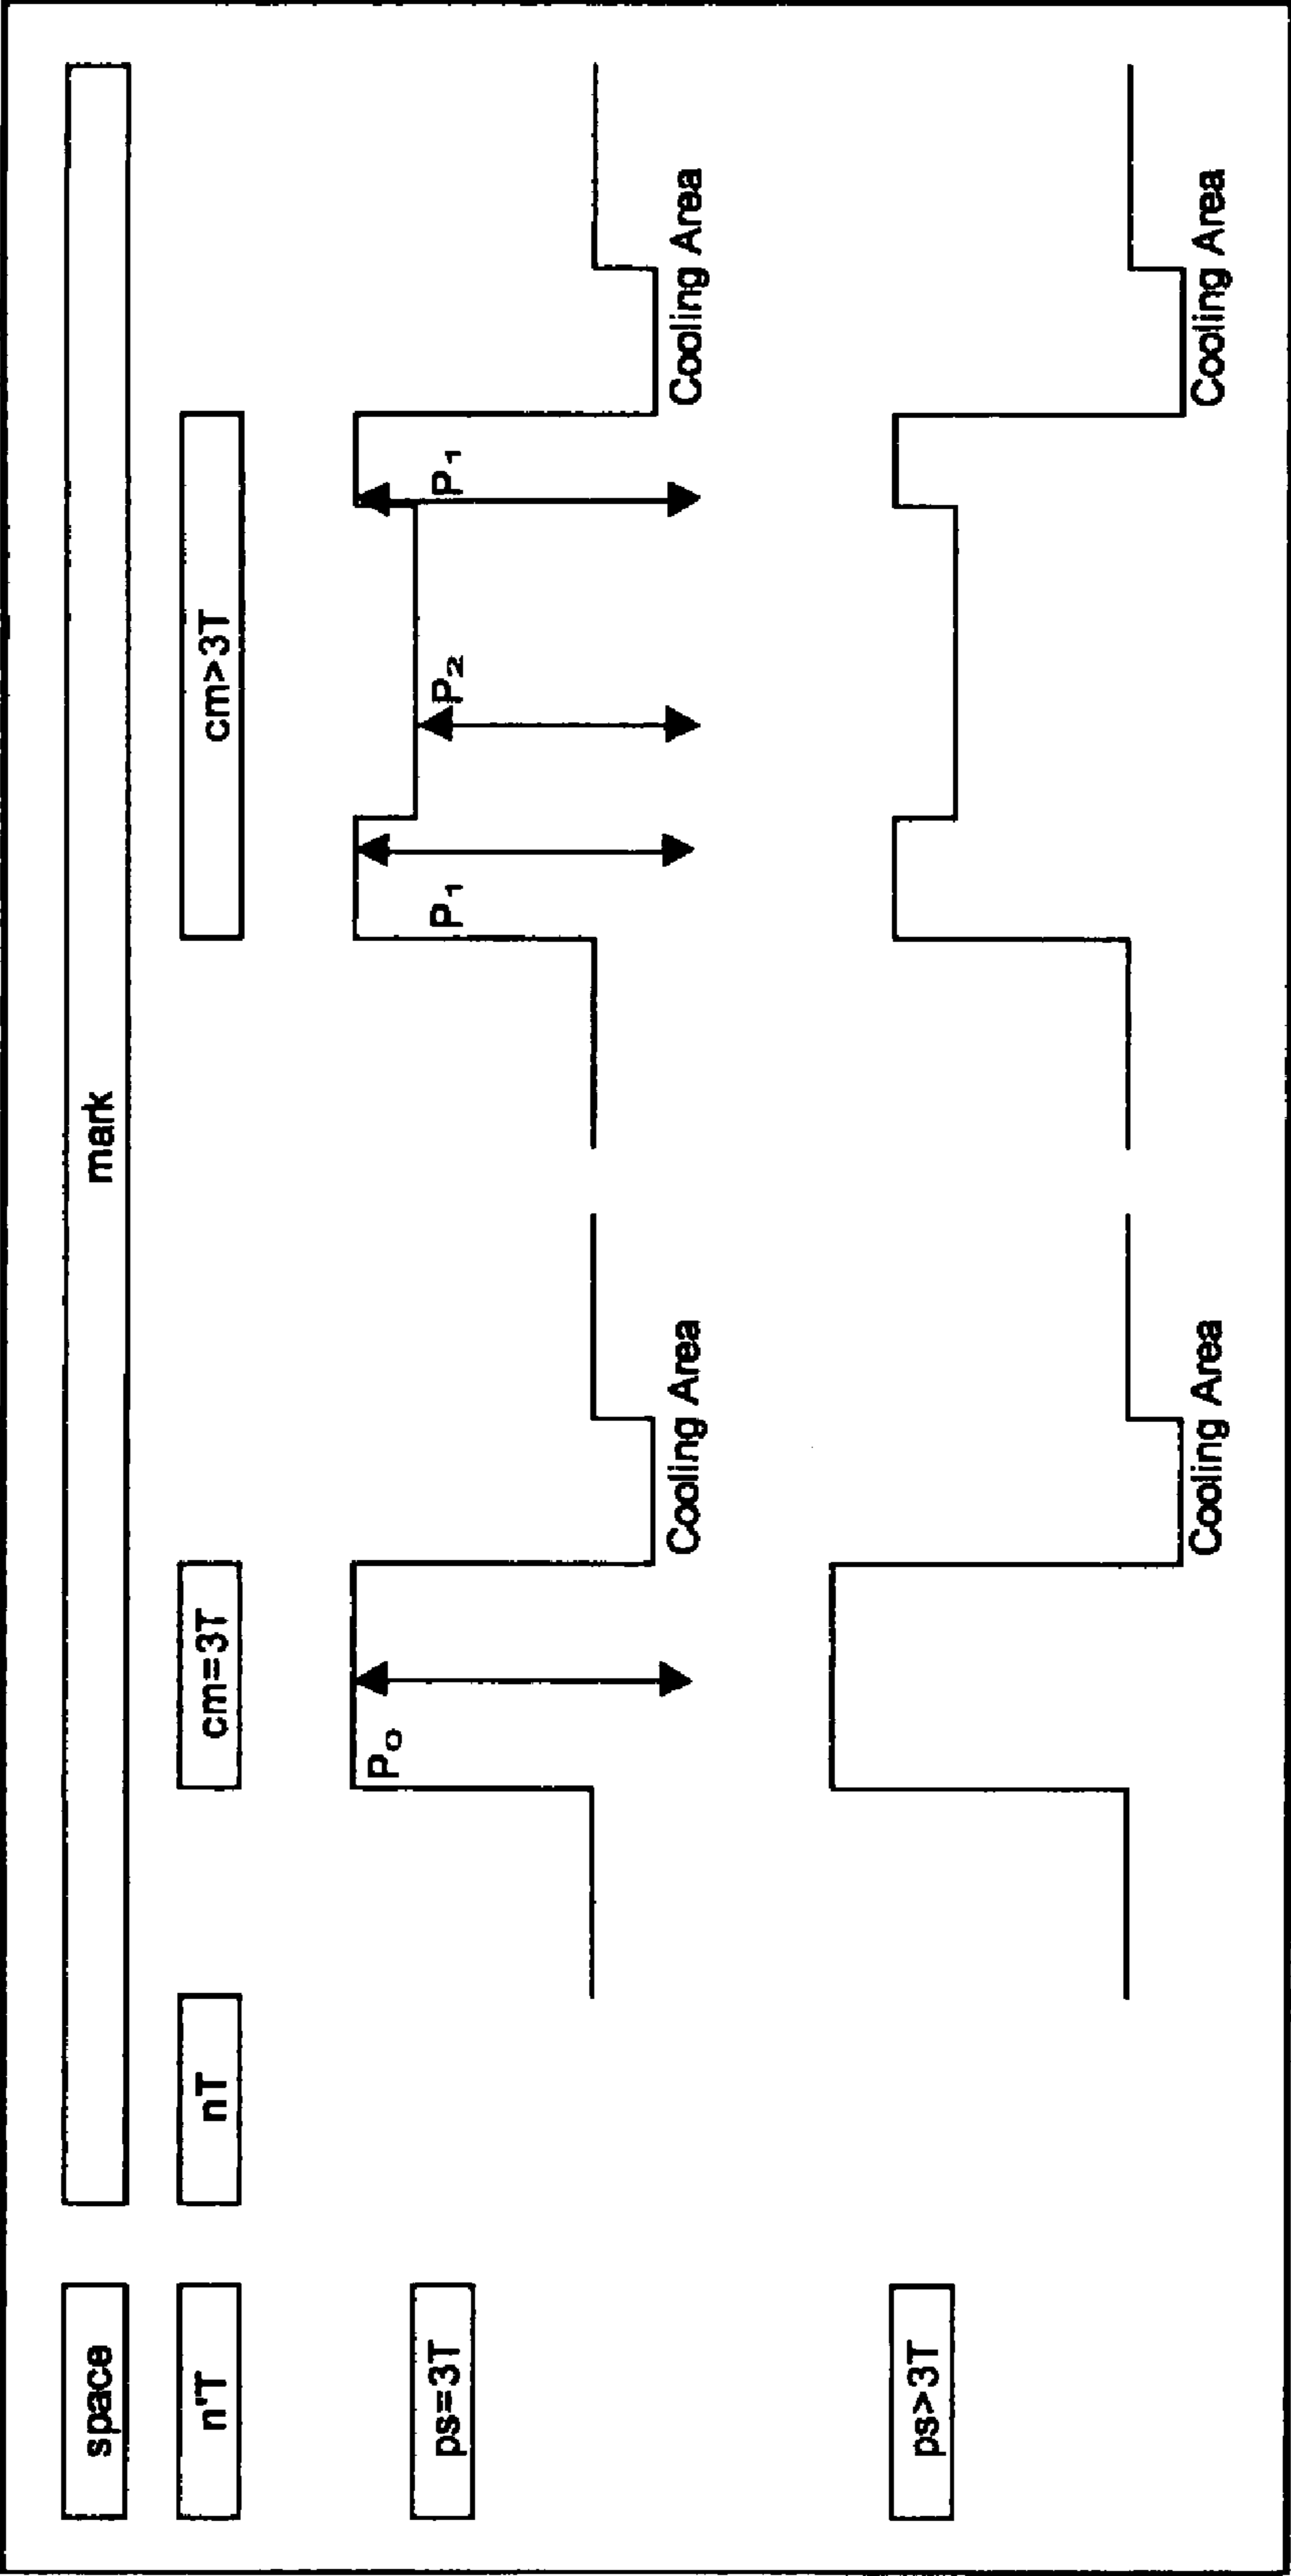 space
mark
n'T
nT
cm=3T
cm>3T
ps=3T
P₀
Cooling Area
P₁
P₂
P₁
Cooling Area
ps>3T
Cooling Area
Cooling Area